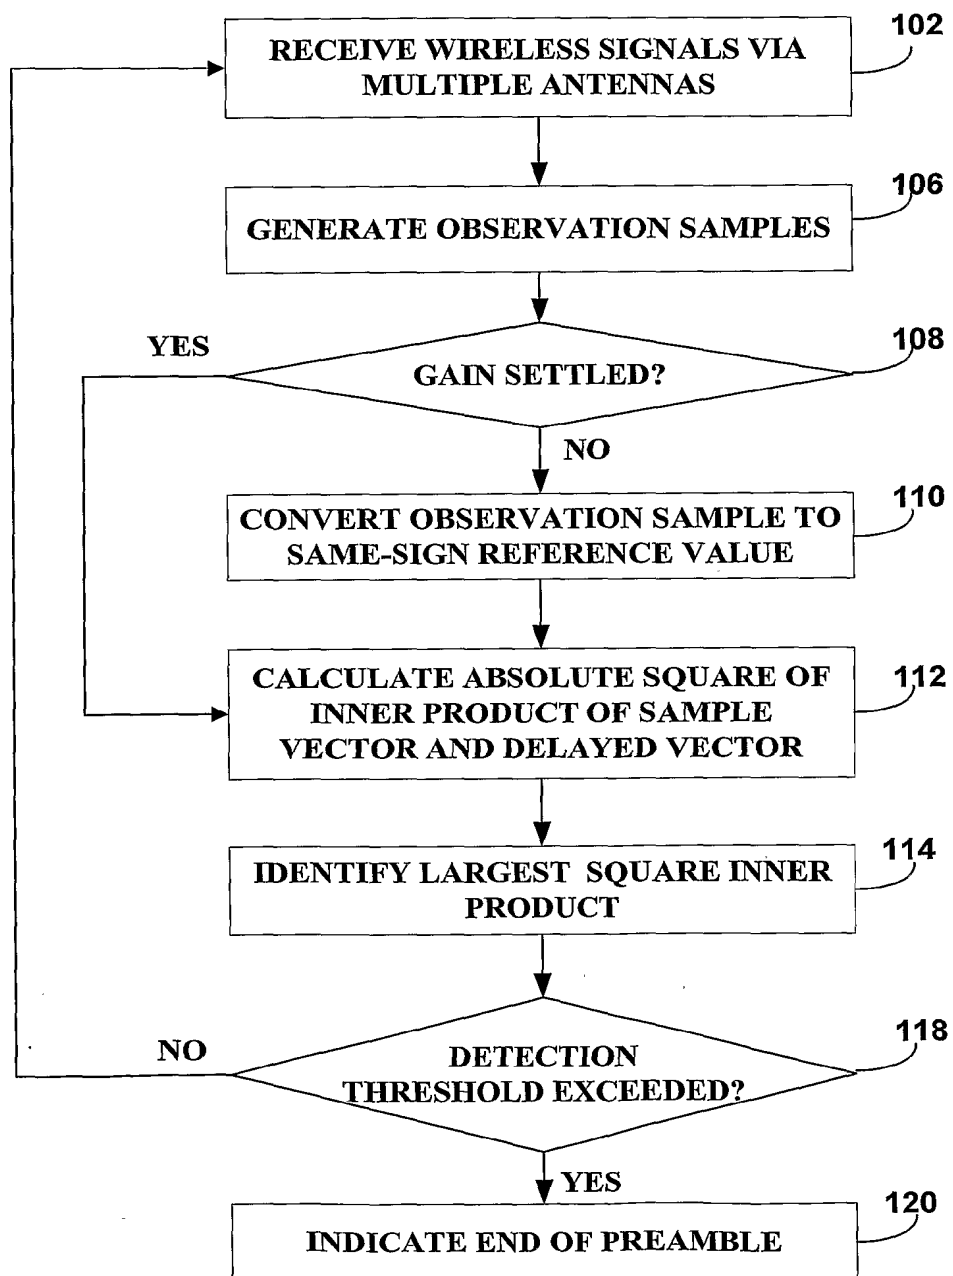 102
RECEIVE WIRELESS SIGNALS VIA
MULTIPLE ANTENNAS
106
GENERATE OBSERVATION SAMPLES
YES
108
GAIN SETTLED?
NO
110
CONVERT OBSERVATION SAMPLE TO
SAME-SIGN REFERENCE VALUE
112
CALCULATE ABSOLUTE SQUARE OF
INNER PRODUCT OF SAMPLE
VECTOR AND DELAYED VECTOR
114
IDENTIFY LARGEST SQUARE INNER
PRODUCT
118
NO
DETECTION
THRESHOLD EXCEEDED?
YES
120
INDICATE END OF PREAMBLE